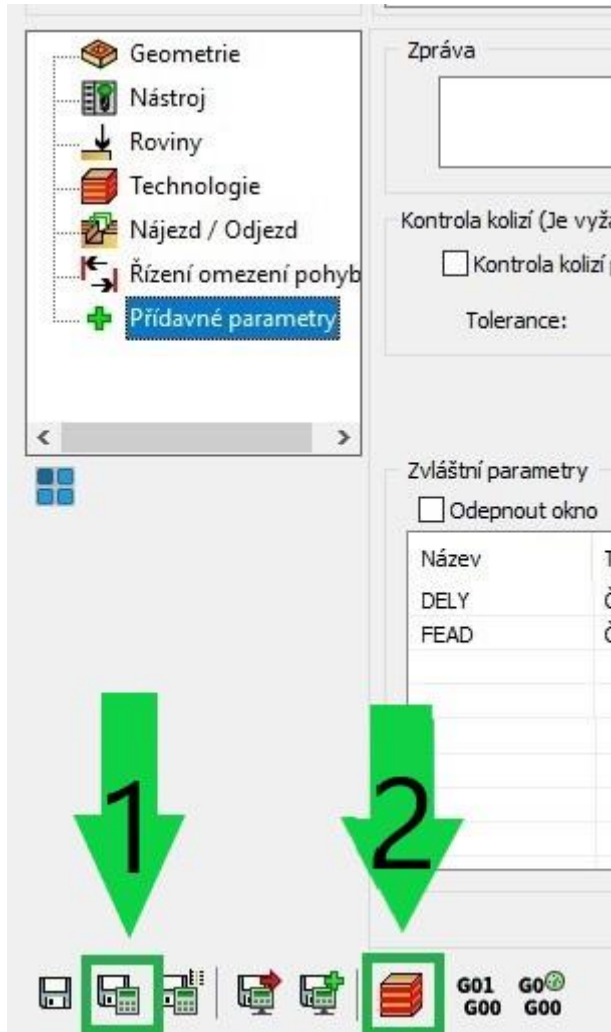 Geometrie
Nástroj
Roviny
Technologie
Nájezd / Odjezd
Řízení omezení pohyb
Přídavné parametry
Zpráva
Kontrola kolizí (Je vyža
Kontrola kolizí
Tolerance:
Zvláštní parametry
Odepnout okno
Název T
DELY Č
FEAD Č
1
2
G01 G0
G00 G00